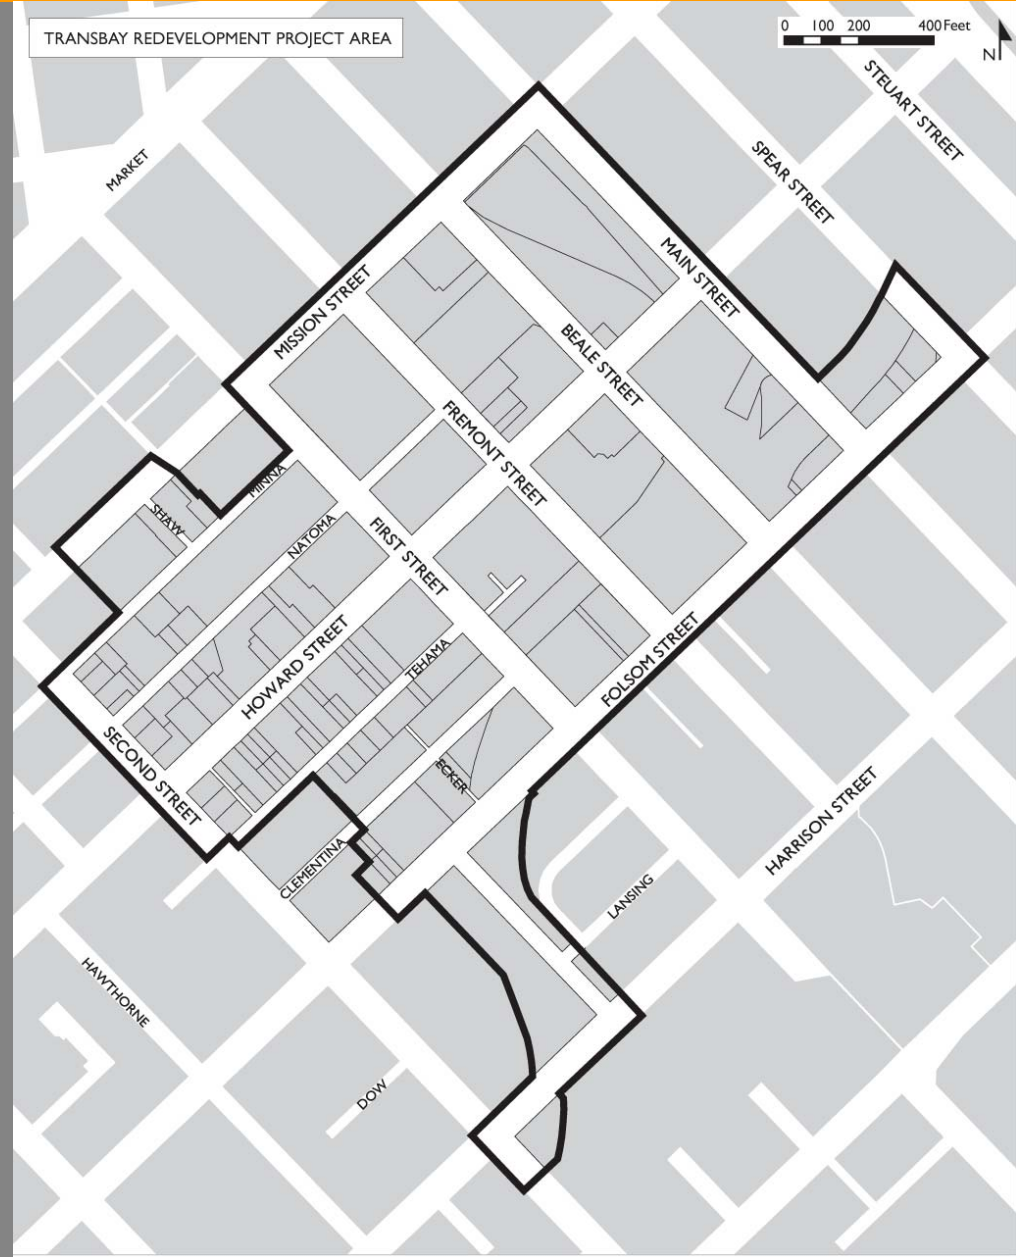 TRANSBAY REDEVELOPMENT PROJECT AREA
0 100 200 400 Feet
N
STEUART STREET
SPEAR STREET
MARKET
MAIN STREET
MISSION STREET
BEALE STREET
FREMONT STREET
MINNA
SHAW
NATOMA
FIRST STREET
HOWARD STREET
TEHAMA
FOLSOM STREET
SECOND STREET
ECKER
HARRISON STREET
CLEMENTINA
LANSING
HAWTHORNE
DOW